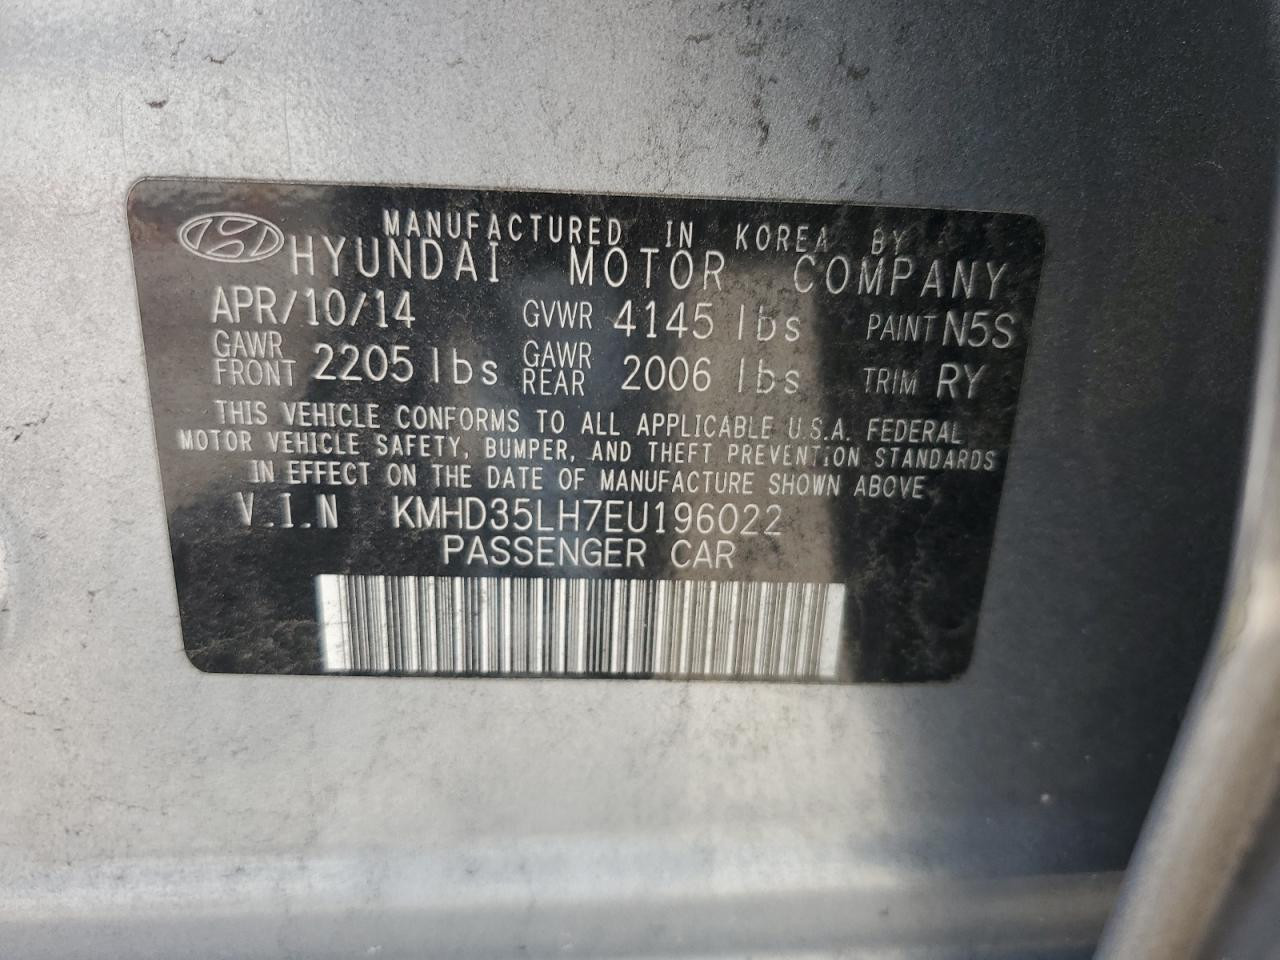 MANUFACTURED IN KOREA BY
HYUNDAI MOTOR COMPANY
APR/10/14 GVWR 4145 lbs PAINT N5S
GAWR FRONT 2205 lbs GAWR REAR 2006 lbs TRIM RY
THIS VEHICLE CONFORMS TO ALL APPLICABLE U.S.A. FEDERAL
MOTOR VEHICLE SAFETY, BUMPER, AND THEFT PREVENTION STANDARDS
IN EFFECT ON THE DATE OF MANUFACTURE SHOWN ABOVE
V.I.N KMHD35LH7EU196022
PASSENGER CAR